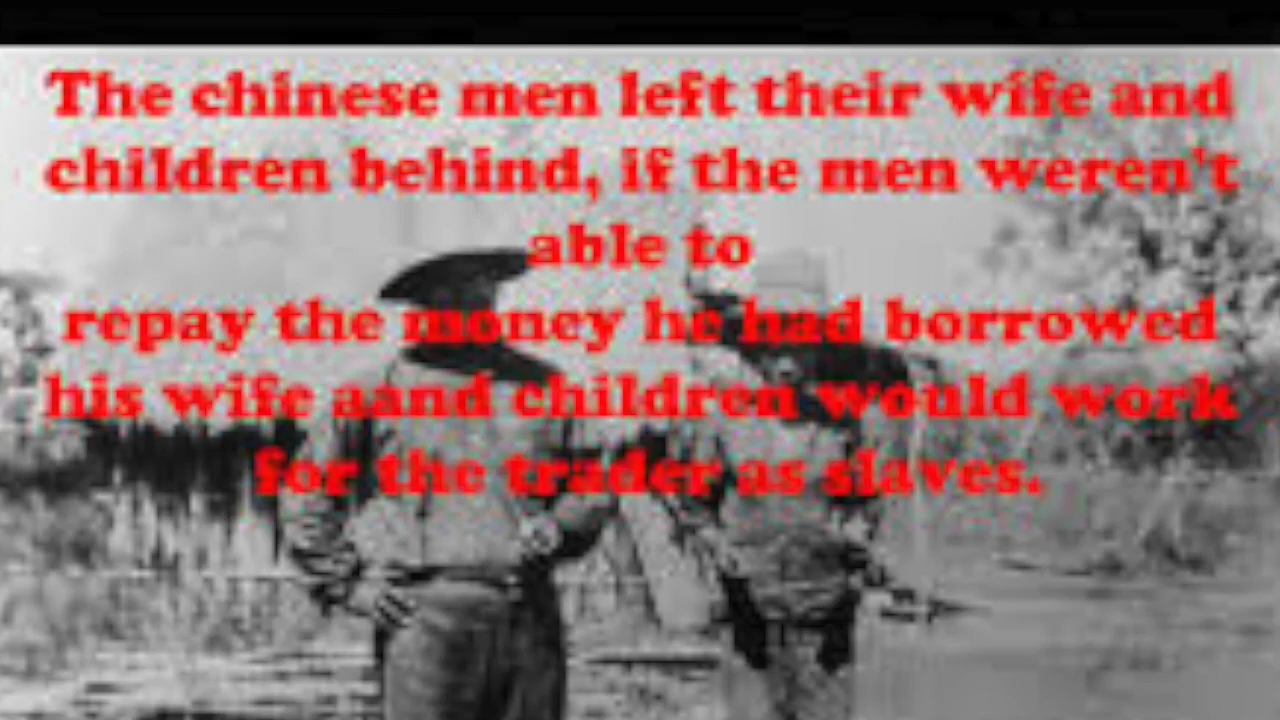 The chinese men left their wife and
children behind, if the men weren't
able to
repay the money he had borrowed
his wife aand children would work
for the trader as slaves.